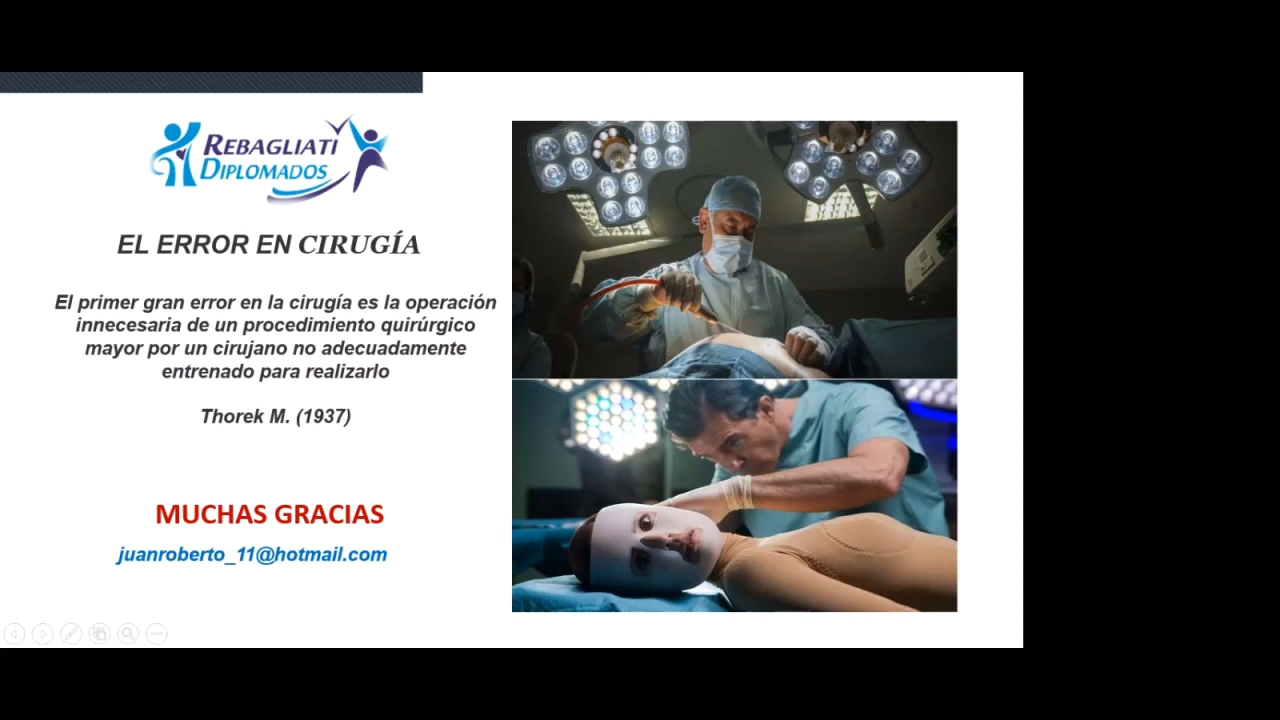 REBAGLIATI
DIPLOMADOS
EL ERROR EN CIRUGÍA
El primer gran error en la cirugía es la operación
innecesaria de un procedimiento quirúrgico
mayor por un cirujano no adecuadamente
entrenado para realizarlo
Thorek M. (1937)
MUCHAS GRACIAS
juanroberto_11@hotmail.com